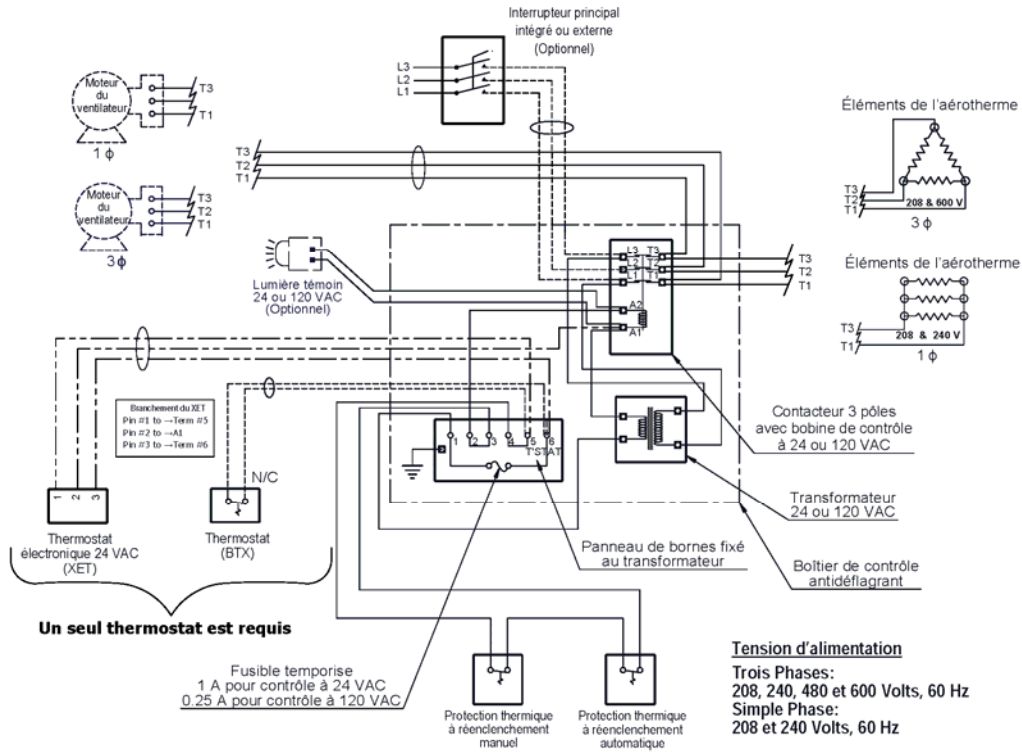 Interrupteur principal
intégré ou externe
(Optionnel)
L3
L2
L1
Moteur
du
ventilateur
T3
T1
1 ϕ
Moteur
du
ventilateur
T3
T2
T1
3 ϕ
T3
T2
T1
Éléments de l'aérotherme
T3
T2
T1
208 & 600 V
3 ϕ
Lumière témoin
24 ou 120 VAC
(Optionnel)
L3 T3
L2 T2
L1 T1
A2
A1
T3
T2
T1
Éléments de l'aérotherme
T3
T1
208 & 240 V
1 ϕ
Branchement du XET
Pin #1 to →Term #5
Pin #2 to →A1
Pin #3 to →Term #6
1 2 3 4 5 6
T'STAT
Contacteur 3 pôles
avec bobine de contrôle
à 24 ou 120 VAC
Transformateur
24 ou 120 VAC
Boîtier de contrôle
antidéflagrant
Panneau de bornes fixé
au transformateur
1 2 3
Thermostat
électronique 24 VAC
(XET)
N/C
Thermostat
(BTX)
Un seul thermostat est requis
Fusible temporise
1 A pour contrôle à 24 VAC
0.25 A pour contrôle à 120 VAC
Protection thermique
à réenclenchement
manuel
Protection thermique
à réenclenchement
automatique
Tension d'alimentation
Trois Phases:
208, 240, 480 et 600 Volts, 60 Hz
Simple Phase:
208 et 240 Volts, 60 Hz